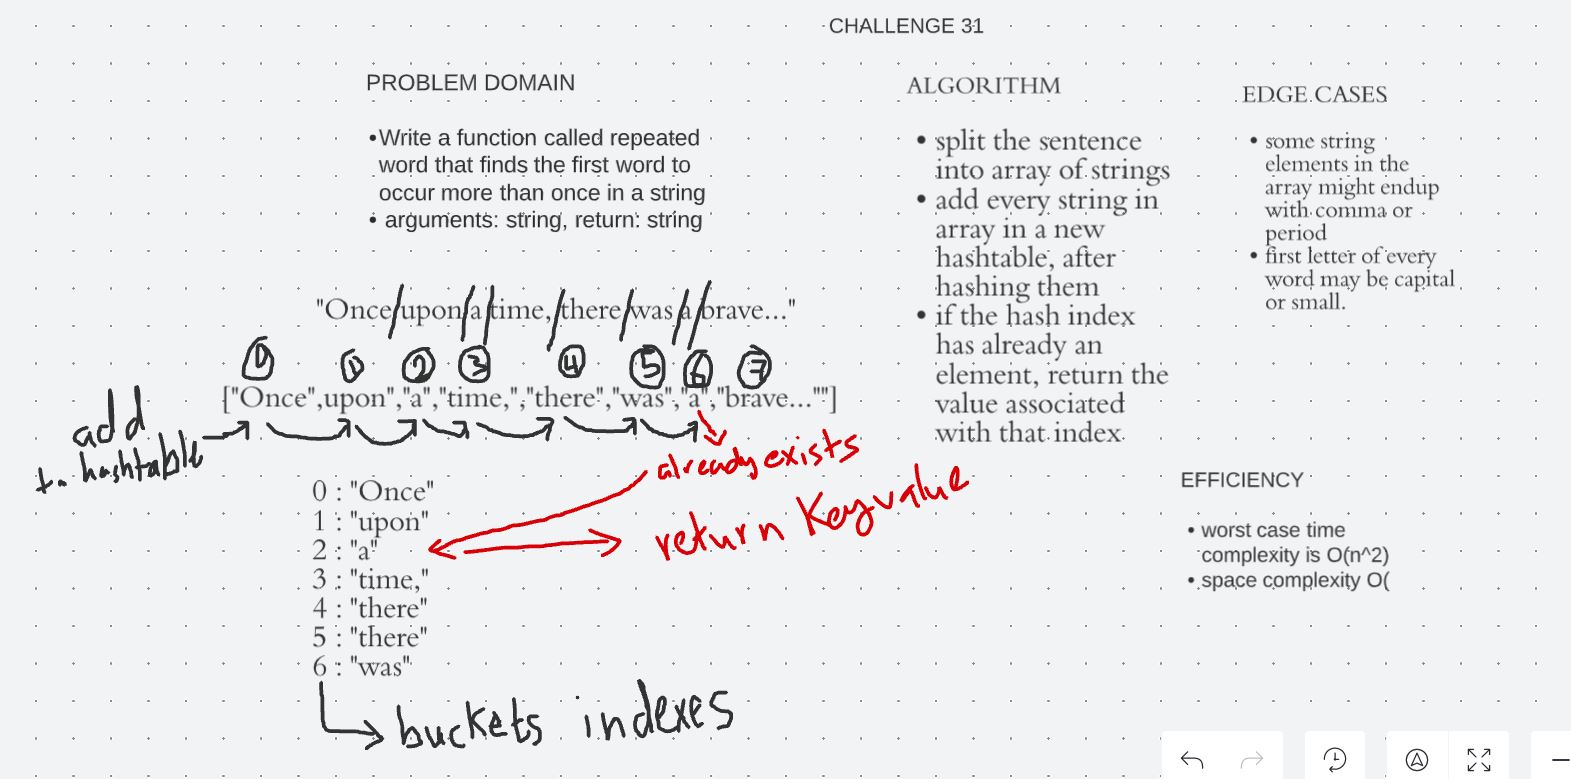 CHALLENGE 31
PROBLEM DOMAIN
•Write a function called repeated
word that finds the first word to
occur more than once in a string
• arguments: string, return: string
"Once/upon/a/time,/there/was/a/brave..."
0 1 2 3 4 5 6 7
["Once",upon","a","time,","there","was","a","brave...""]
add
to hashtable
already exists
return Key value
0 : "Once"
1 : "upon"
2 : "a"
3 : "time,"
4 : "there"
5 : "there"
6 : "was"
buckets indexes
ALGORITHM
• split the sentence
into array of strings
• add every string in
array in a new
hashtable, after
hashing them
• if the hash index
has already an
element, return the
value associated
with that index
EDGE CASES
• some string
elements in the
array might endup
with comma or
period
• first letter of every
word may be capital
or small.
EFFICIENCY
• worst case time
complexity is O(n^2)
• space complexity O(